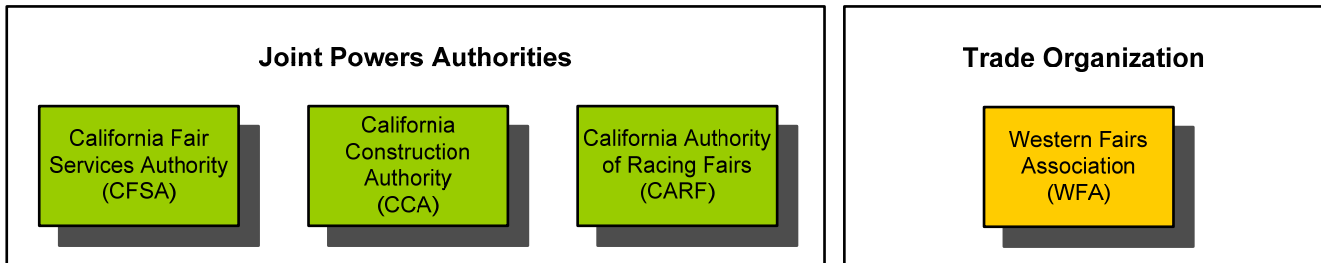 Joint Powers Authorities
California Fair
Services Authority
(CFSA)
California
Construction
Authority
(CCA)
California Authority
of Racing Fairs
(CARF)
Trade Organization
Western Fairs
Association
(WFA)